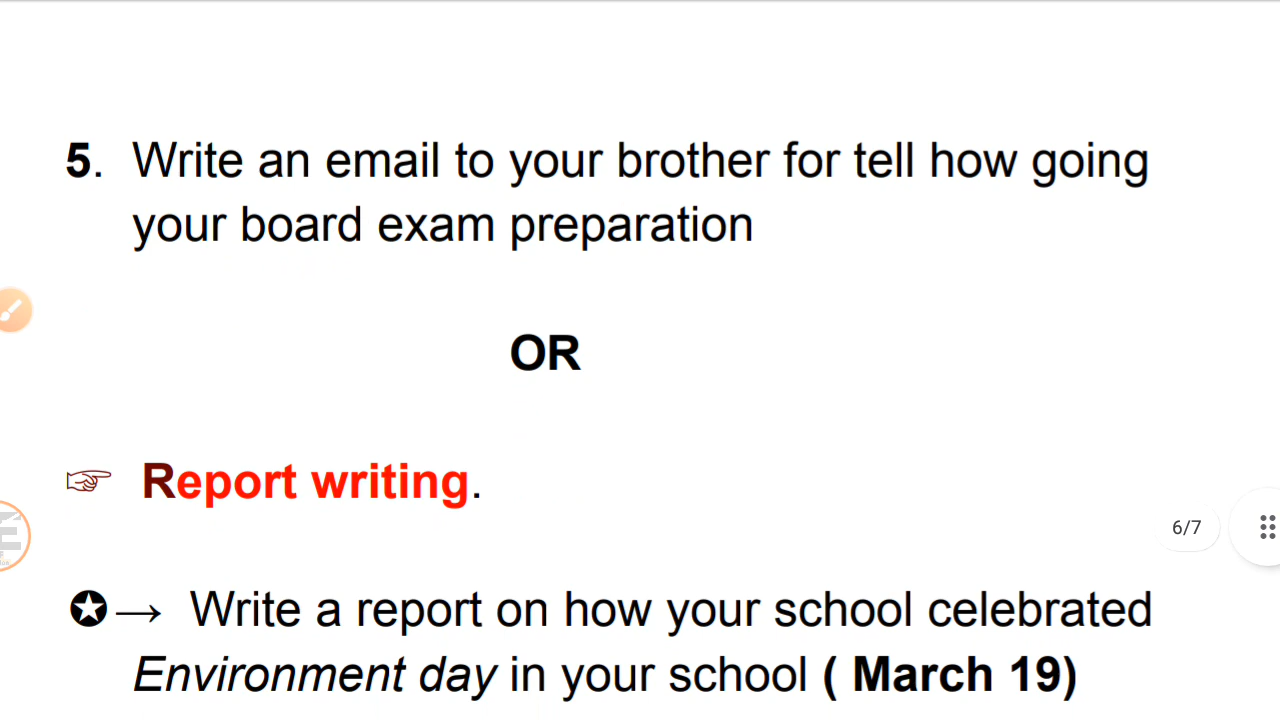 5. Write an email to your brother for tell how going
your board exam preparation
OR
☞ Report writing.
6/7
✪→ Write a report on how your school celebrated
Environment day in your school ( March 19)